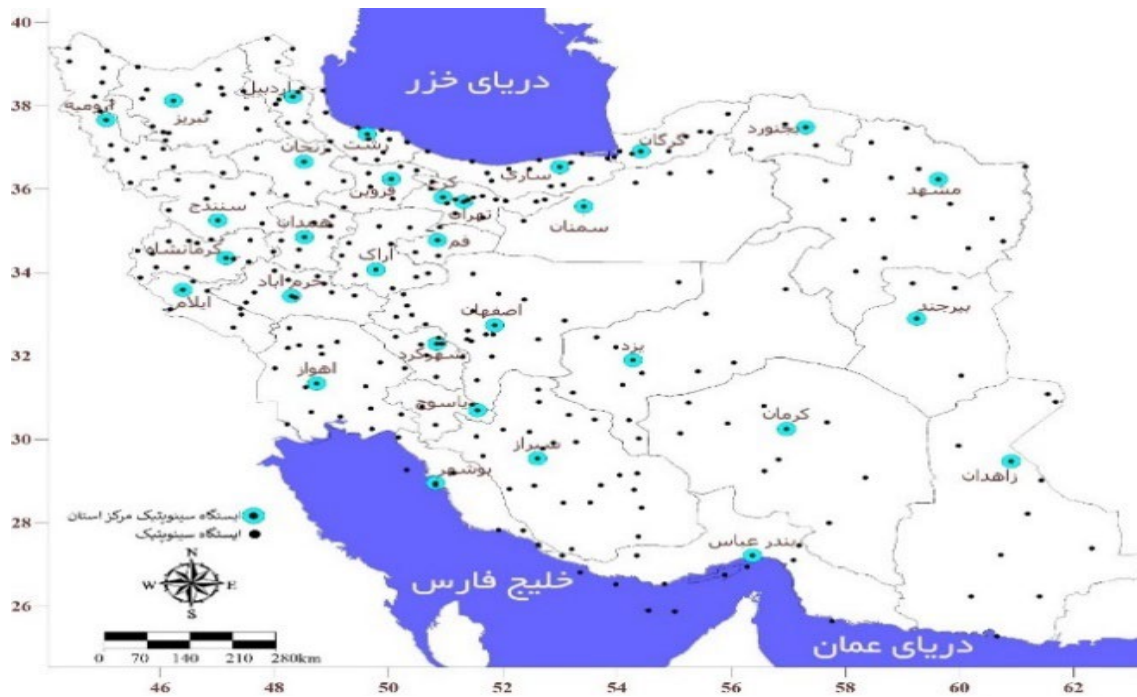 40
38
36
34
32
30
28
26
46
48
50
52
54
56
58
60
62
دریای خزر
اردبیل
ارومیه
تبریز
رشت
زنجان
گرگان
بجنورد
ساری
مشهد
قزوین
کرج
تهران
سمنان
سنندج
همدان
قم
کرمانشاه
اراک
خرم آباد
ایلام
اصفهان
بیرجند
شهرکرد
یزد
اهواز
یاسوج
کرمان
شیراز
زاهدان
بوشهر
بندر عباس
خلیج فارس
دریای عمان
ایستگاه سینوپتیک مرکز استان
ایستگاه سینوپتیک
N
W E
S
0 70 140 210 280km